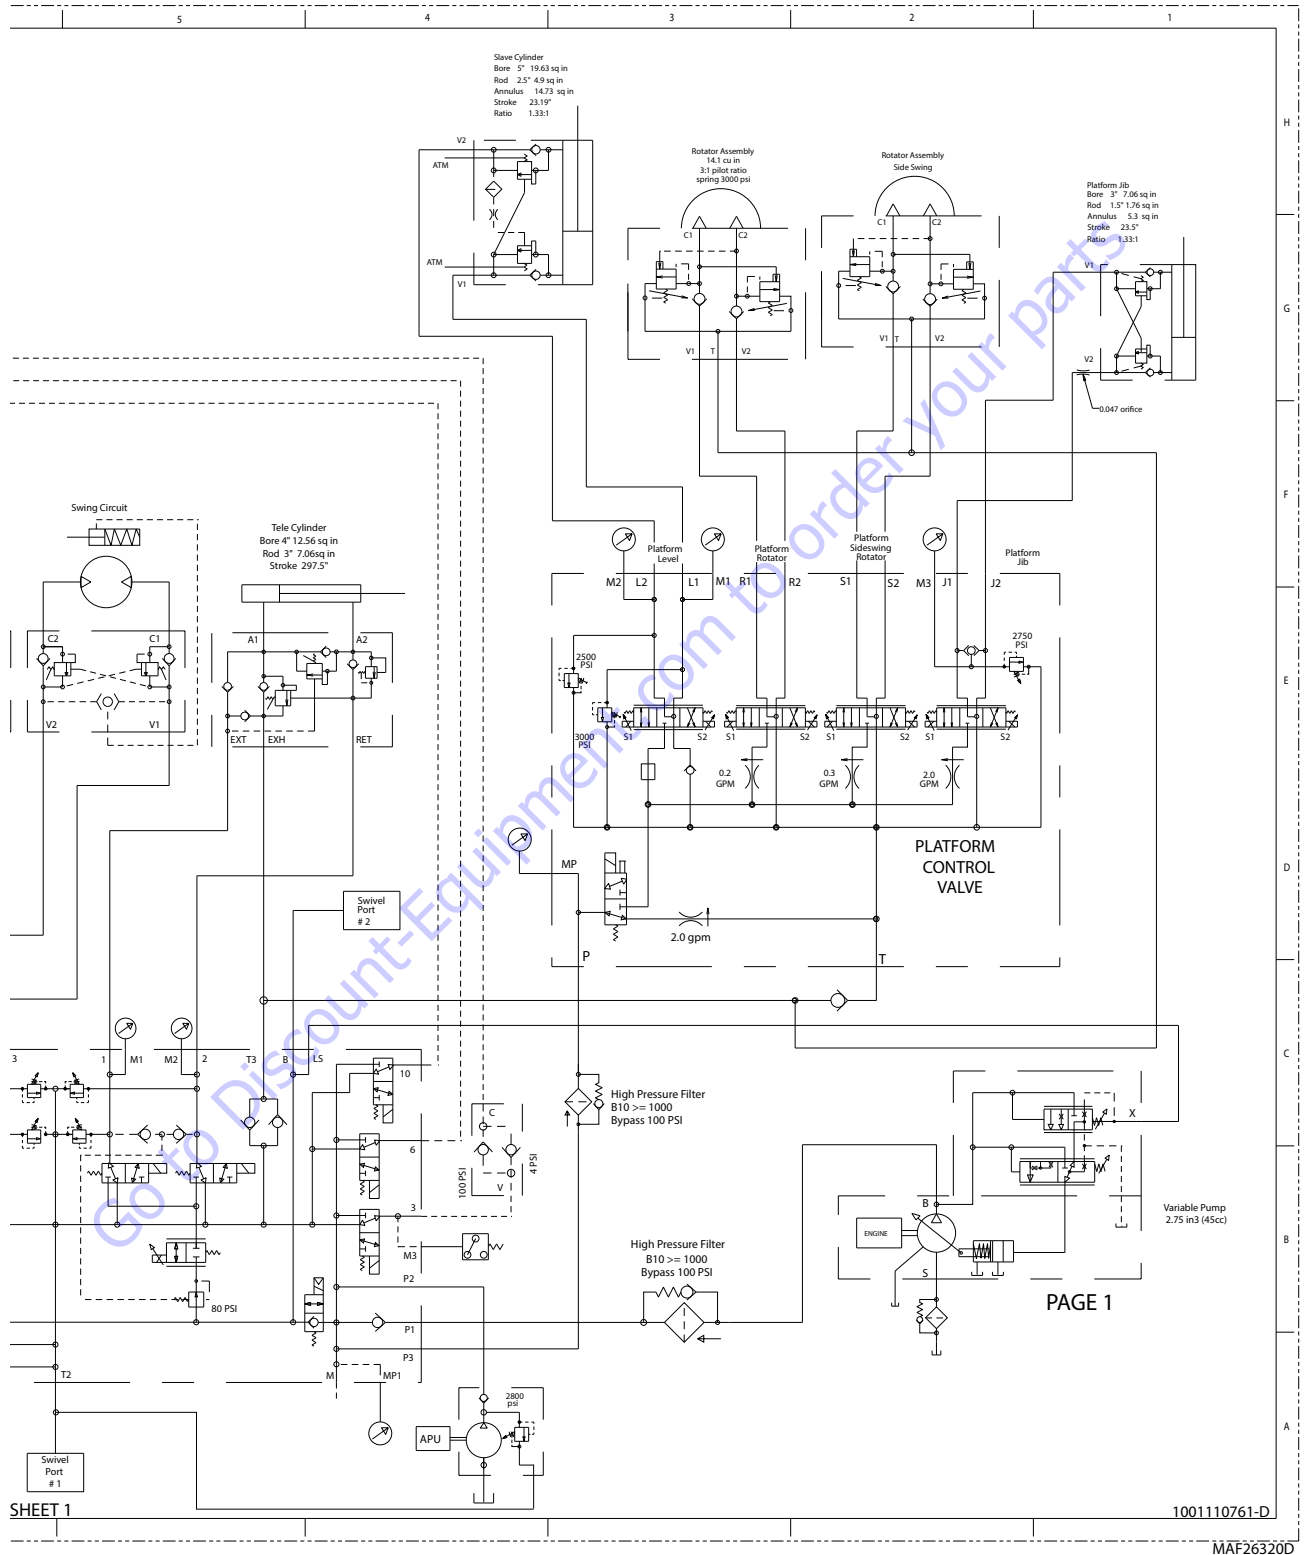 5
4
3
2
1
Slave Cylinder
Bore 5" 19.63 sq in
Rod 2.5" 4.9 sq in
Annulus 14.73 sq in
Stroke 23.19"
Ratio 1.33:1
H
V2
ATM
ATM
V1
Rotator Assembly
14.1 cu in
3:1 pilot ratio
spring 3000 psi
C1
C2
V1
T
V2
Rotator Assembly
Side Swing
C1
C2
V1
T
V2
Platform Jib
Bore 3" 7.06 sq in
Rod 1.5" 1.76 sq in
Annulus 5.3 sq in
Stroke 23.5"
Ratio 1.33:1
V1
V2
0.047 orifice
G
F
Swing Circuit
Tele Cylinder
Bore 4" 12.56 sq in
Rod 3" 7.06sq in
Stroke 297.5"
C2
C1
V2
V1
A1
A2
EXT
EXH
RET
Platform
Level
Platform
Rotator
Platform
Sideswing
Rotator
Platform
Jib
M2
L2
L1
M1
R1
R2
S1
S2
M3
J1
J2
2500
PSI
3000
PSI
2750
PSI
E
S1
S2
S1
S2
S1
S2
S1
S2
0.2
GPM
0.3
GPM
2.0
GPM
PLATFORM
CONTROL
VALVE
D
MP
2.0 gpm
P
T
Swivel
Port
# 2
3
1
M1
M2
2
T3
B
LS
10
6
3
C
C
100 PSI
4 PSI
V
M3
P2
P1
P3
M
MP1
High Pressure Filter
B10 >= 1000
Bypass 100 PSI
High Pressure Filter
B10 >= 1000
Bypass 100 PSI
X
B
ENGINE
S
Variable Pump
2.75 in3 (45cc)
B
PAGE 1
80 PSI
T2
2800
psi
APU
A
Swivel
Port
# 1
SHEET 1
1001110761-D
MAF26320D
Go to Discount-Equipment.com to order your parts